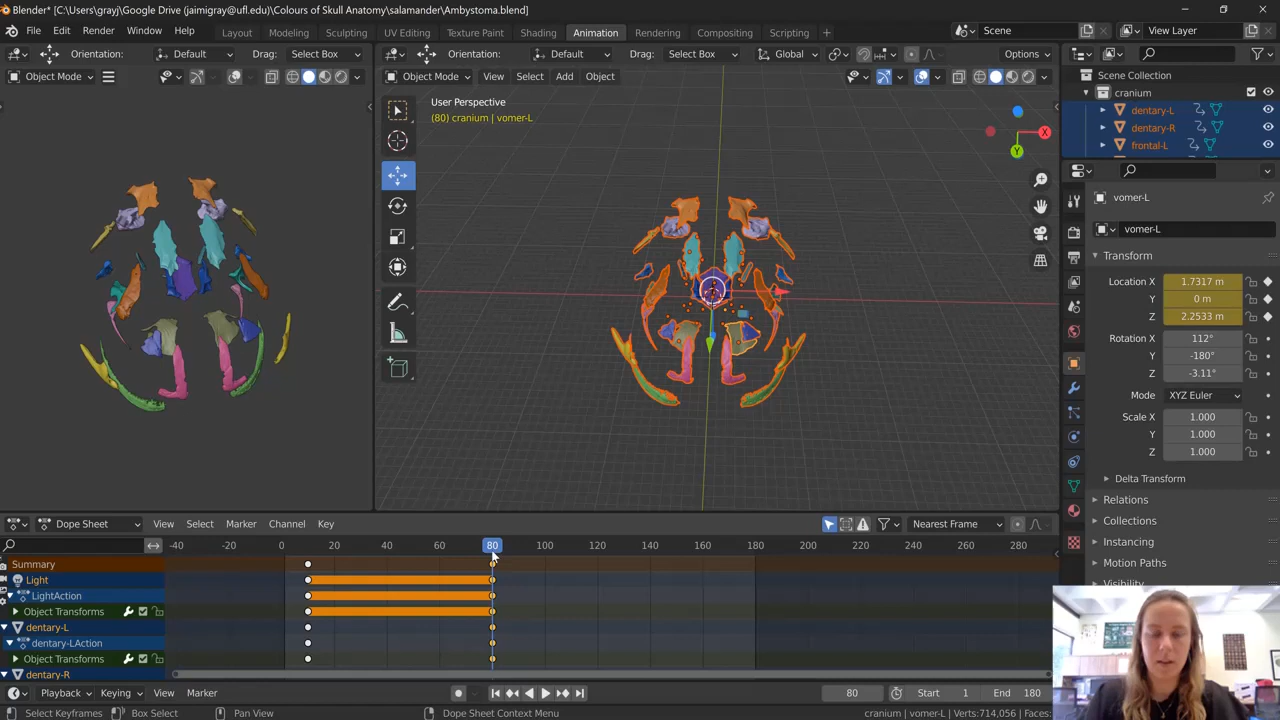 Blender* [C:\Users\grayj\Google Drive (jaimigray@ufl.edu)\Colours of Skull Anatomy\salamander\Ambystoma.blend]
File Edit Render Window Help Layout Modeling Sculpting UV Editing Texture Paint Shading Animation Rendering Compositing Scripting + Scene View Layer
Orientation: Default Drag: Select Box Orientation: Default Drag: Select Box Global Options
Object Mode Object Mode View Select Add Object
Scene Collection
cranium
dentary-L
dentary-R
frontal-L
User Perspective
(80) cranium | vomer-L
X
Y
vomer-L
vomer-L
Transform
Location X 1.7317 m
Y 0 m
Z 2.2533 m
Rotation X 112°
Y -180°
Z -3.11°
Mode XYZ Euler
Scale X 1.000
Y 1.000
Z 1.000
Delta Transform
Relations
Collections
Instancing
Motion Paths
Visibility
Dope Sheet View Select Marker Channel Key Nearest Frame
-40 -20 0 20 40 60 80 100 120 140 160 180 200 220 240 260 280
Summary
Light
LightAction
Object Transforms
dentary-L
dentary-LAction
Object Transforms
dentary-R
Playback Keying View Marker 80 Start 1 End 180
Select Keyframes Box Select Pan View Dope Sheet Context Menu cranium | vomer-L | Verts:714,056 | Faces: